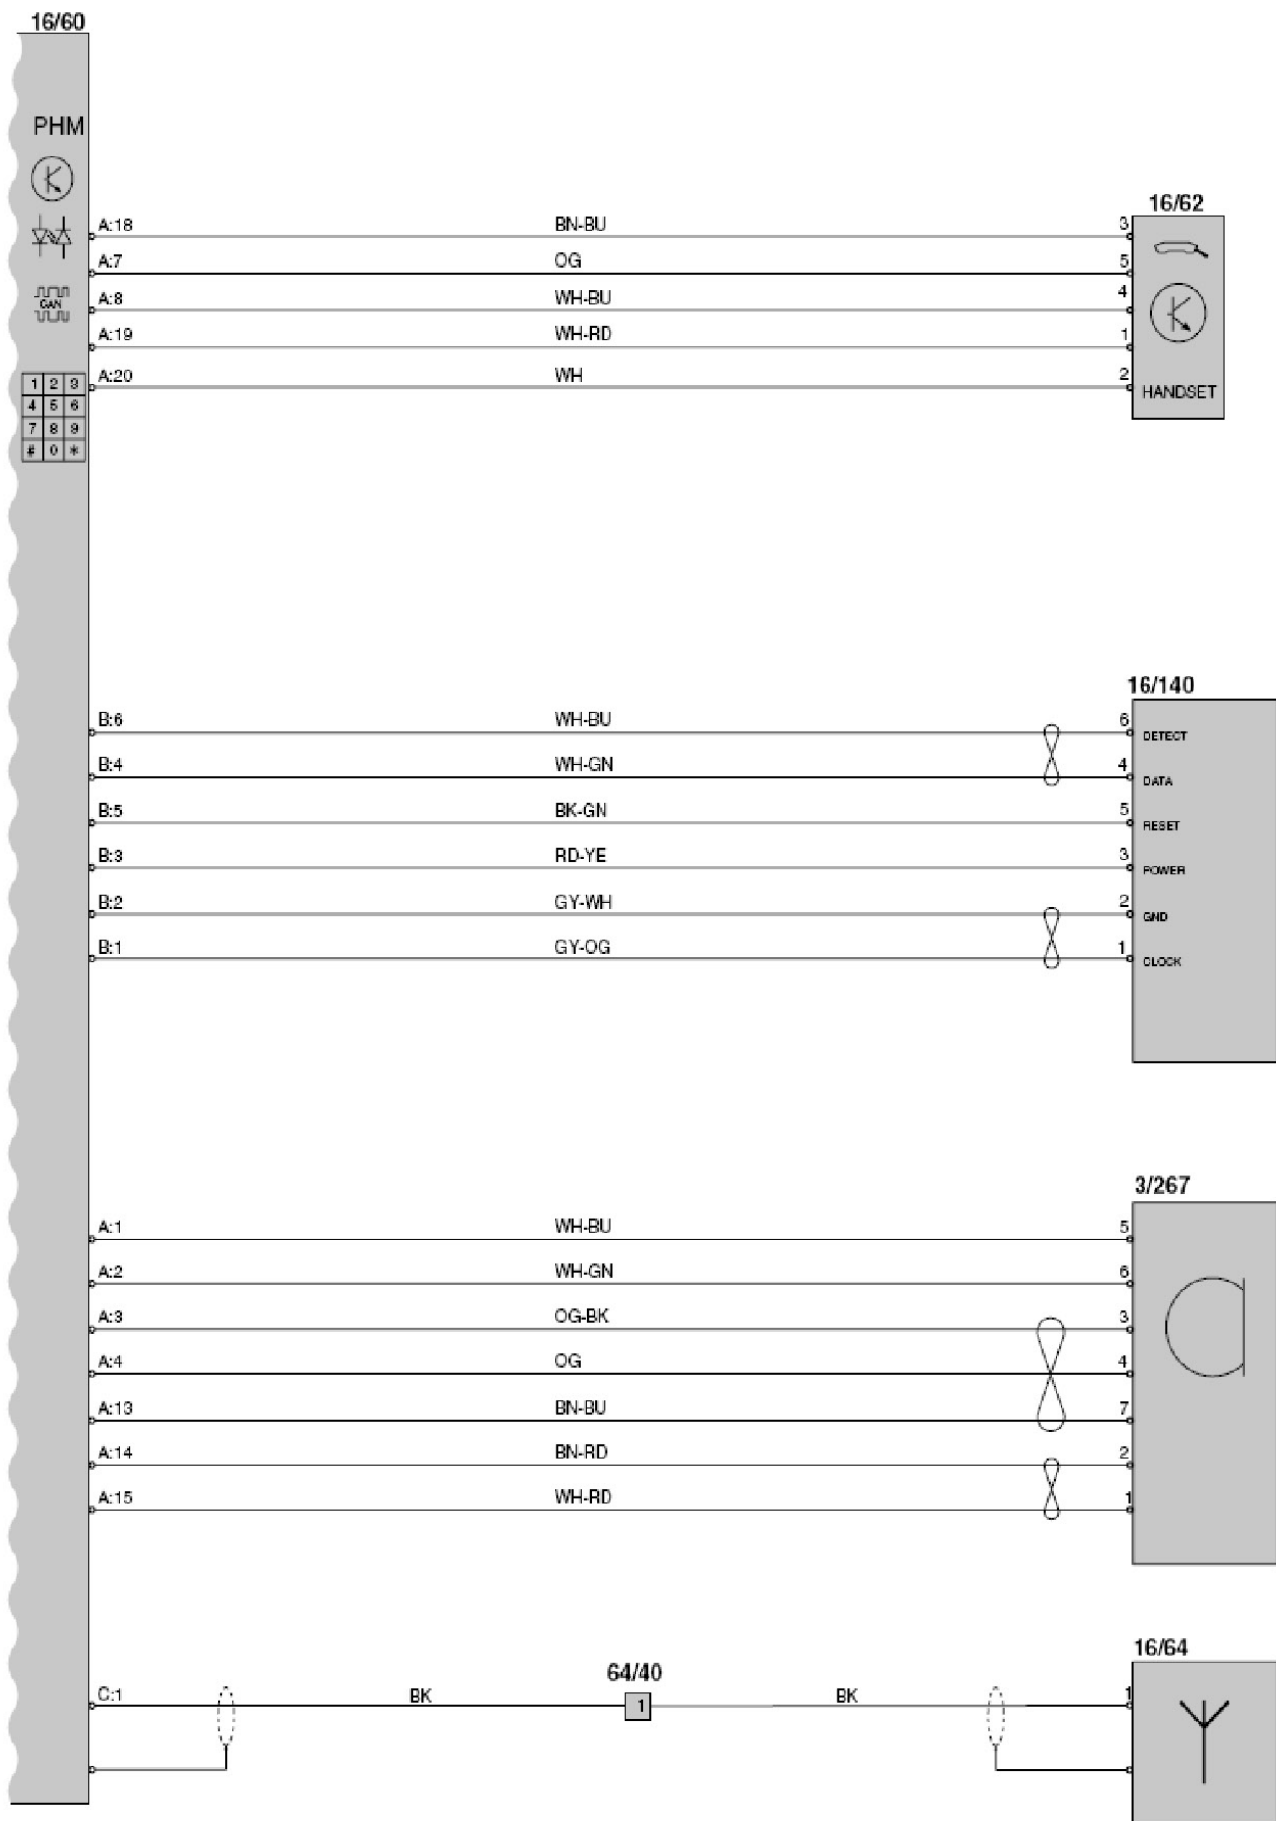 16/60
PHM
CAN
1 2 3
4 5 6
7 8 9
# 0 *
16/62
A:18 BN-BU 3
A:7 OG 5
A:8 WH-BU 4
A:19 WH-RD 1
A:20 WH 2
HANDSET
16/140
B:6 WH-BU 6 DETECT
B:4 WH-GN 4 DATA
B:5 BK-GN 5 RESET
B:3 RD-YE 3 POWER
B:2 GY-WH 2 GND
B:1 GY-OG 1 CLOCK
3/267
A:1 WH-BU 5
A:2 WH-GN 6
A:3 OG-BK 3
A:4 OG 4
A:13 BN-BU 7
A:14 BN-RD 2
A:15 WH-RD 1
16/64
64/40
C:1 BK 1 BK 1